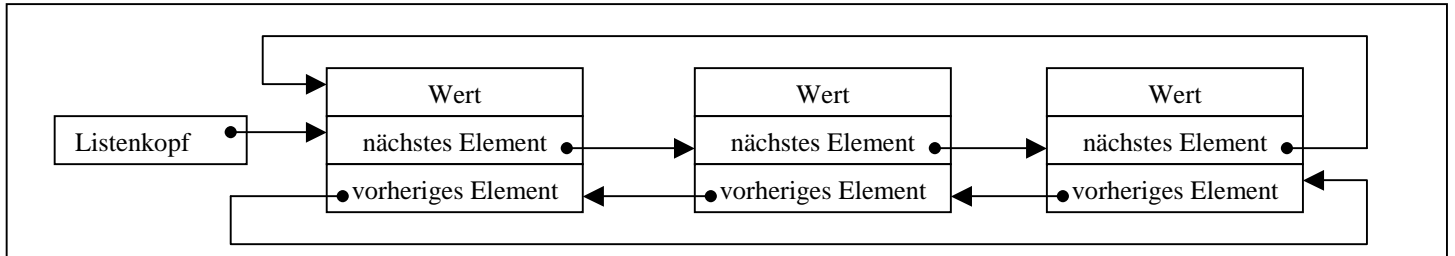 Wert Wert Wert
Listenkopf nächstes Element nächstes Element nächstes Element
vorheriges Element vorheriges Element vorheriges Element